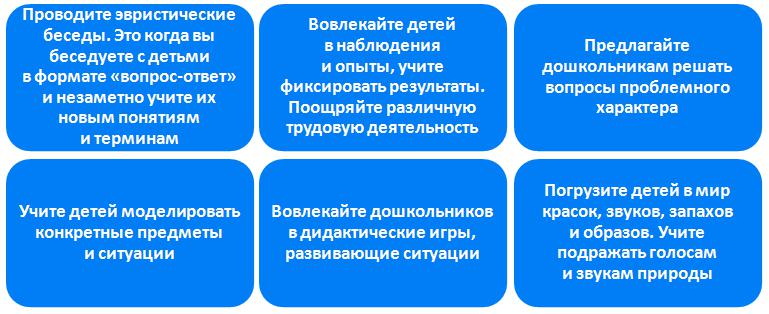 Проводите эвристические
беседы. Это когда вы
беседуете с детьми
в формате «вопрос-ответ»
и незаметно учите их
новым понятиям
и терминам
Вовлекайте детей
в наблюдения
и опыты, учите
фиксировать результаты.
Поощряйте различную
трудовую деятельность
Предлагайте
дошкольникам решать
вопросы проблемного
характера
Учите детей моделировать
конкретные предметы
и ситуации
Вовлекайте дошкольников
в дидактические игры,
развивающие ситуации
Погрузите детей в мир
красок, звуков, запахов
и образов. Учите
подражать голосам
и звукам природы